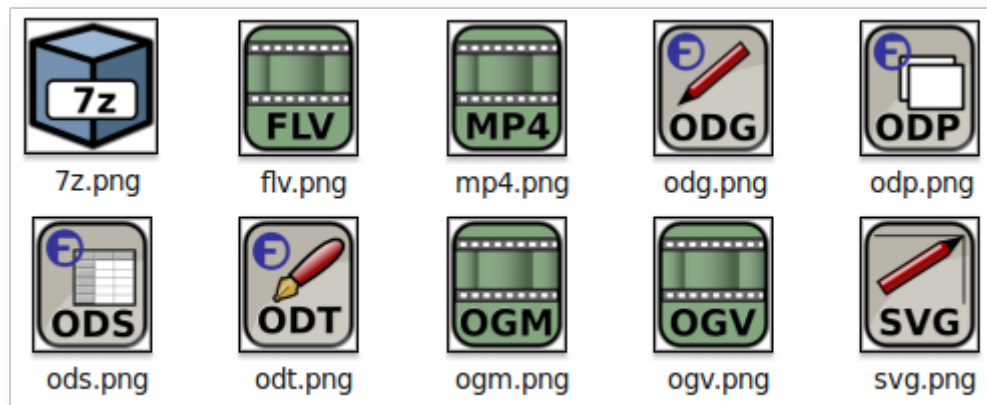 7z
FLV
MP4
ODG
ODP
7z.png
flv.png
mp4.png
odg.png
odp.png
ODS
ODT
OGM
OGV
SVG
ods.png
odt.png
ogm.png
ogv.png
svg.png